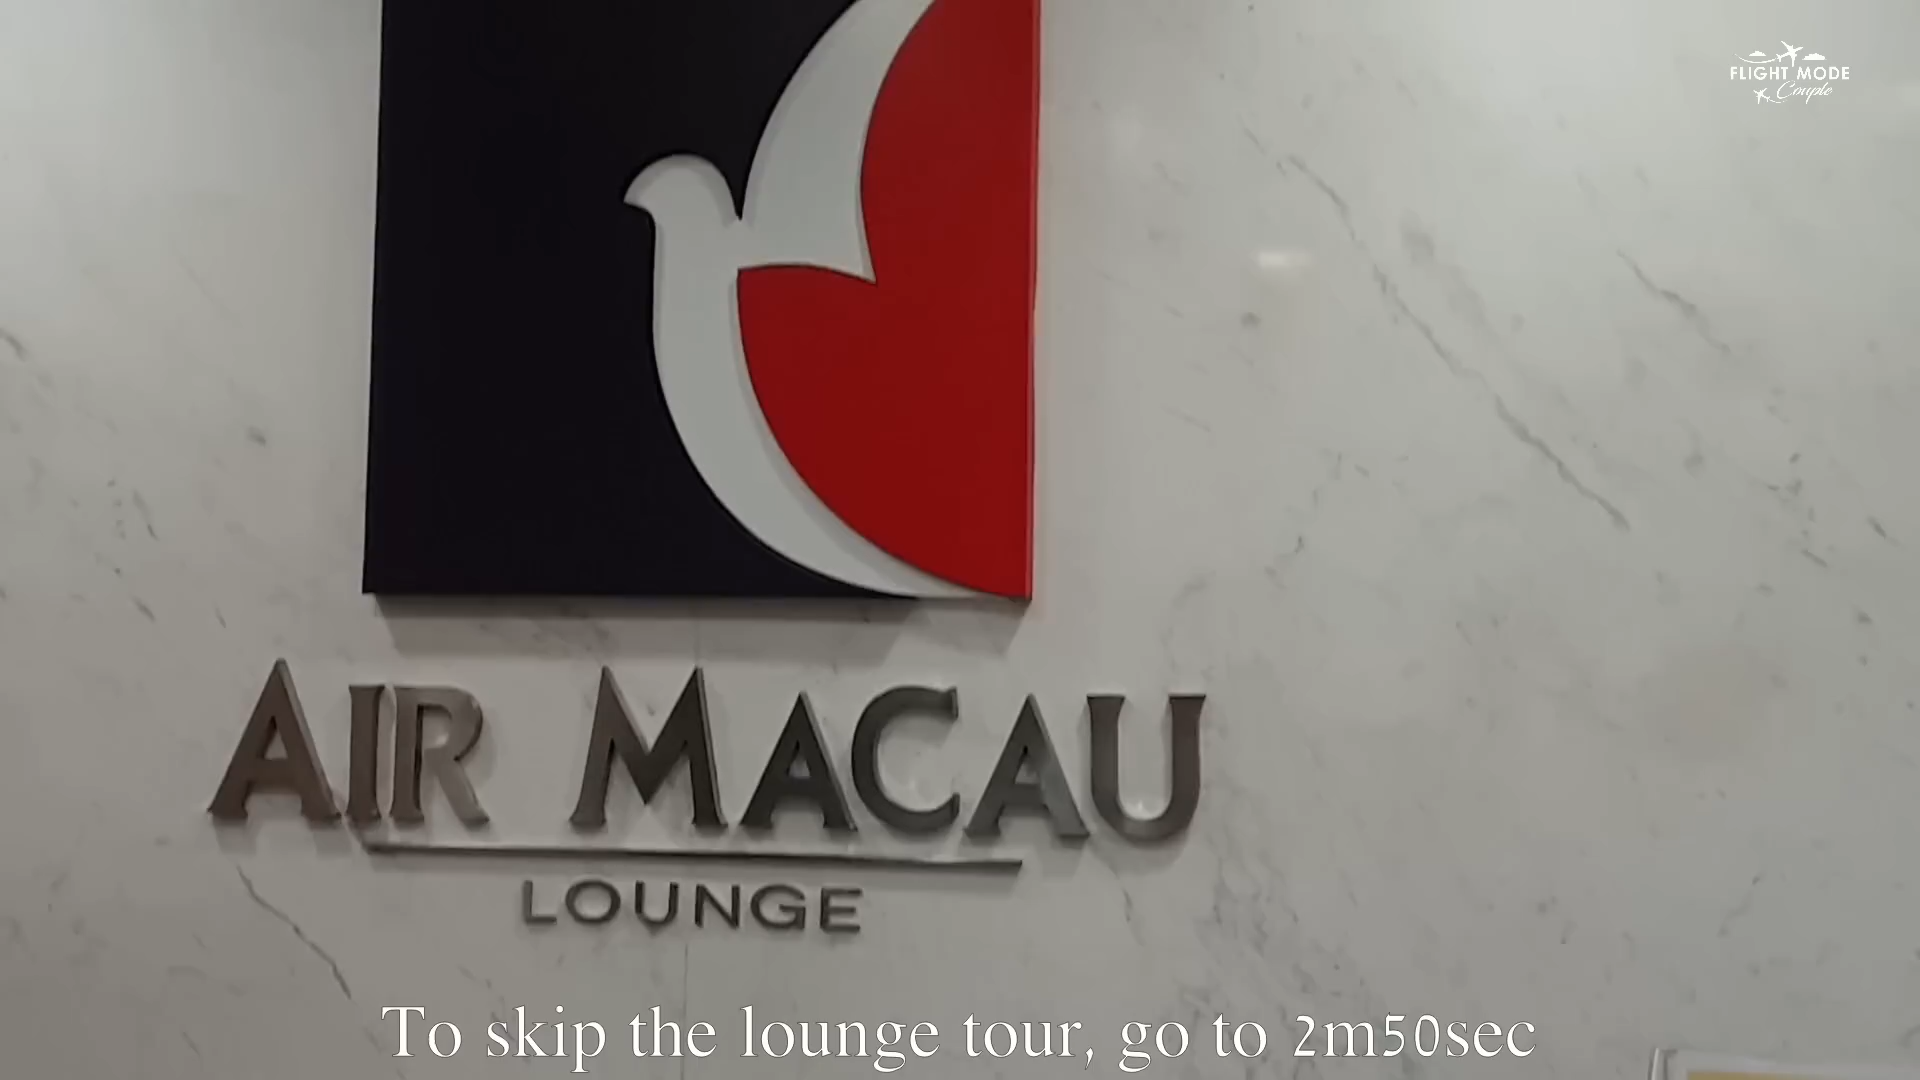 FLIGHT MODE
Couple
AIR MACAU
LOUNGE
To skip the lounge tour, go to 2m50sec